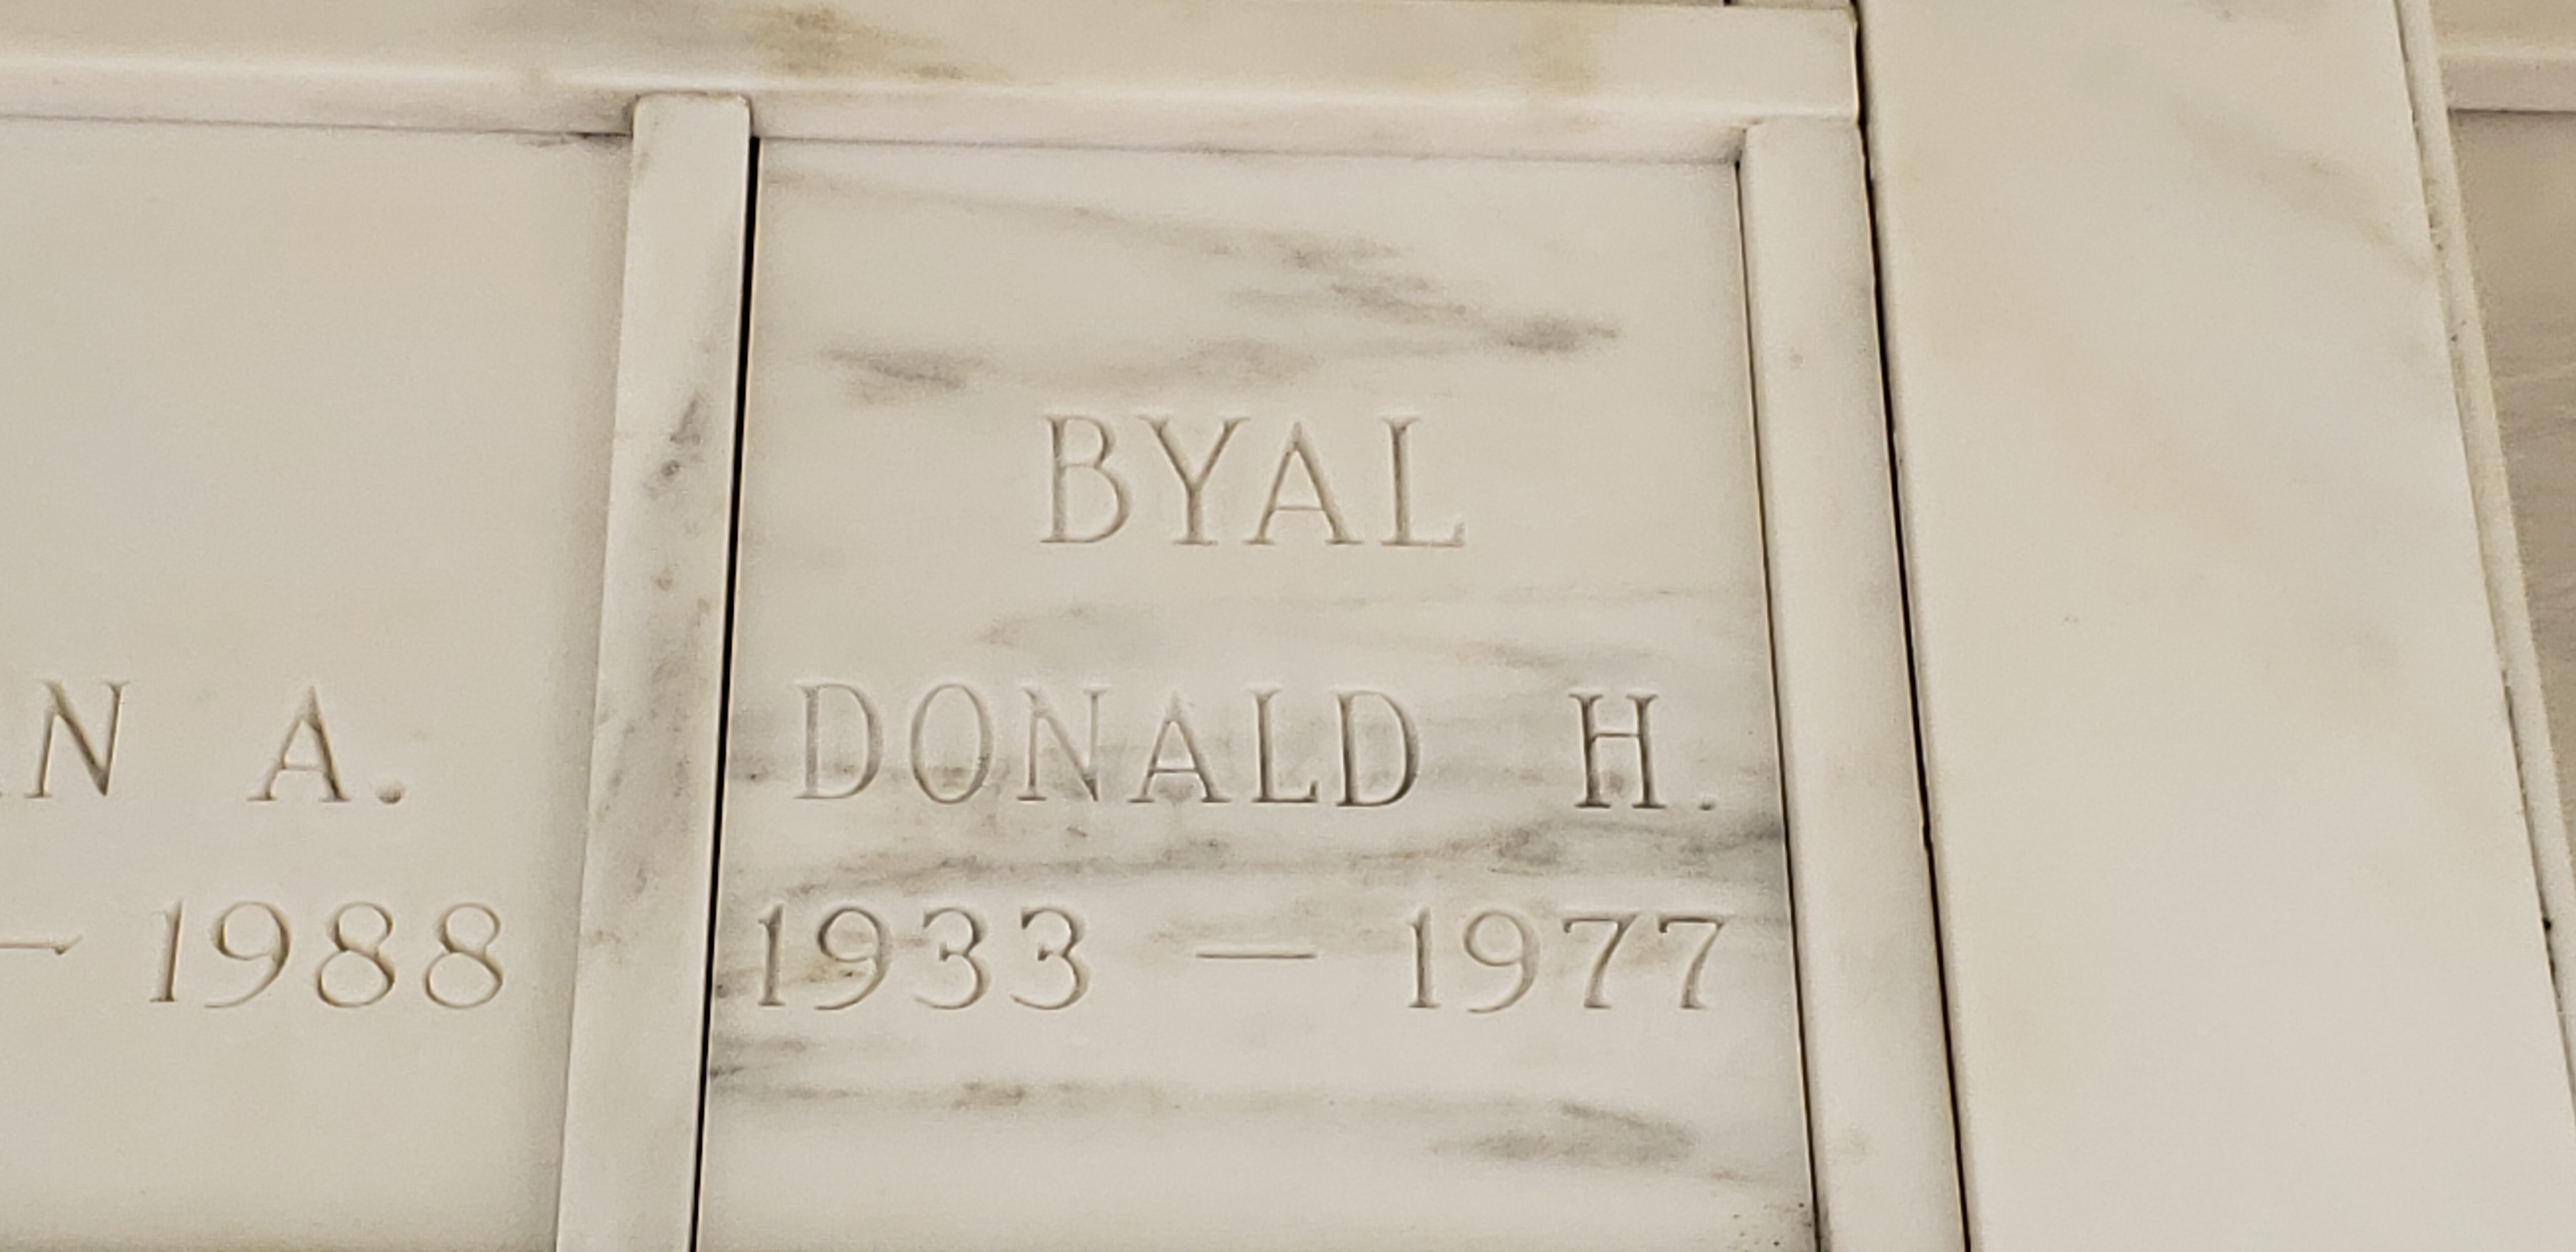 N A.
— 1988
BYAL
DONALD H.
1933 — 1977